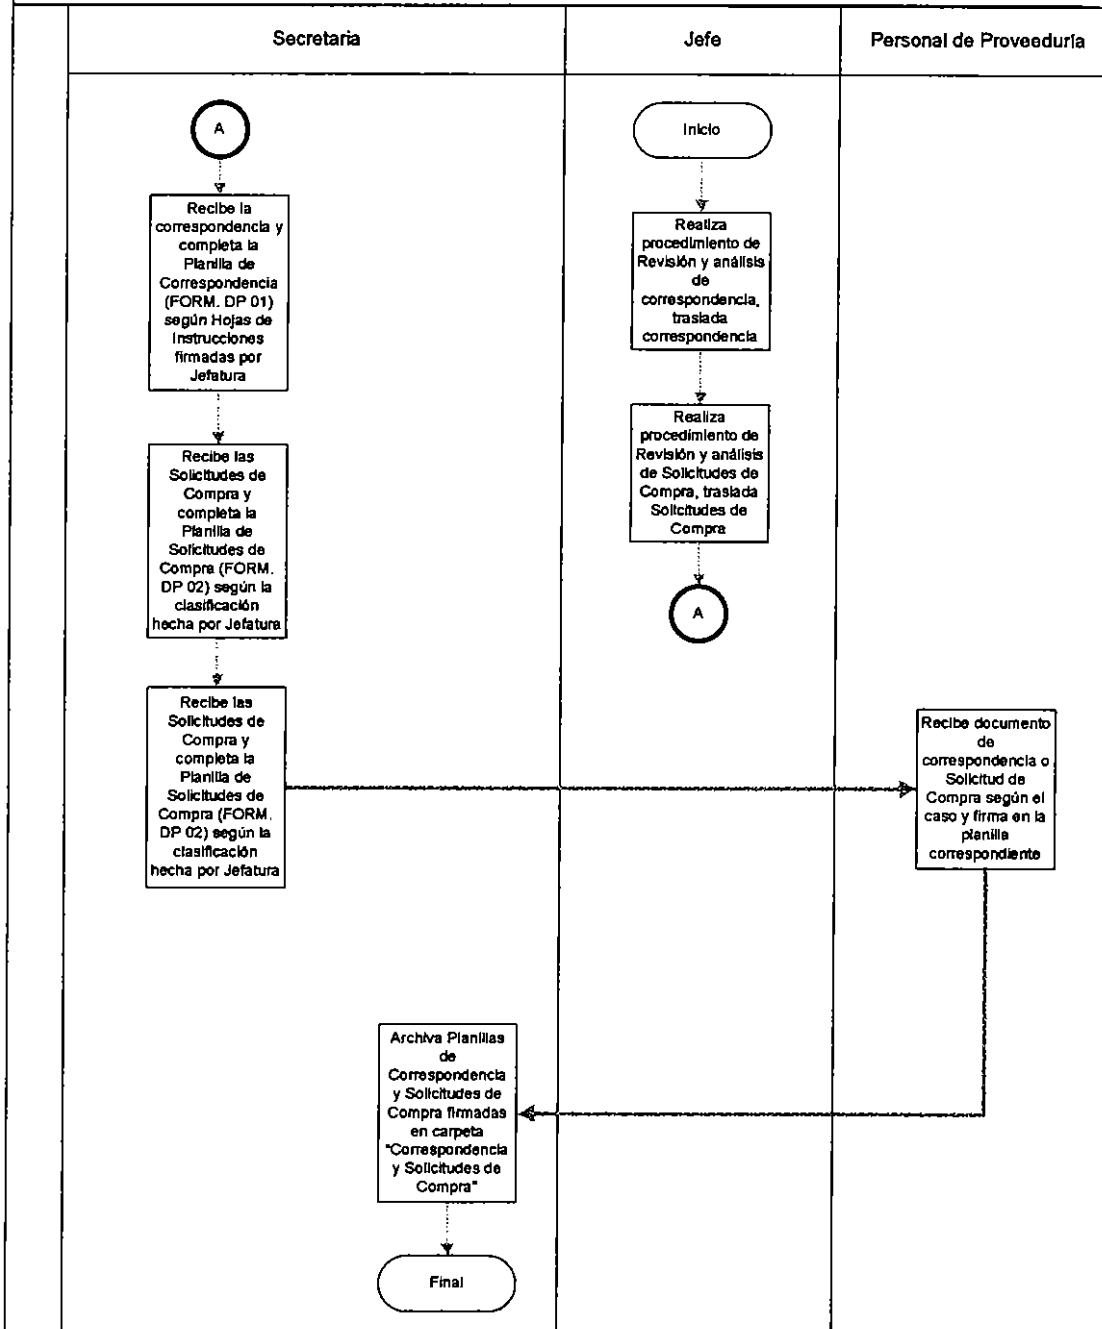 Secretaria
Jefe
Personal de Proveeduría
A
Recibe la
correspondencia y
completa la
Planilla de
Correspondencia
(FORM. DP 01)
según Hojas de
Instrucciones
firmadas por
Jefatura
Recibe las
Solicitudes de
Compra y
completa la
Planilla de
Solicitudes de
Compra (FORM.
DP 02) según la
clasificación
hecha por Jefatura
Recibe las
Solicitudes de
Compra y
completa la
Planilla de
Solicitudes de
Compra (FORM.
DP 02) según la
clasificación
hecha por Jefatura
Inicio
Realiza
procedimiento de
Revisión y análisis
de
correspondencia,
traslada
correspondencia
Realiza
procedimiento de
Revisión y análisis
de Solicitudes de
Compra, traslada
Solicitudes de
Compra
A
Recibe documento
de
correspondencia o
Solicitud de
Compra según el
caso y firma en la
planilla
correspondiente
Archiva Planillas
de
Correspondencia
y Solicitudes de
Compra firmadas
en carpeta
"Correspondencia
y Solicitudes de
Compra"
Final